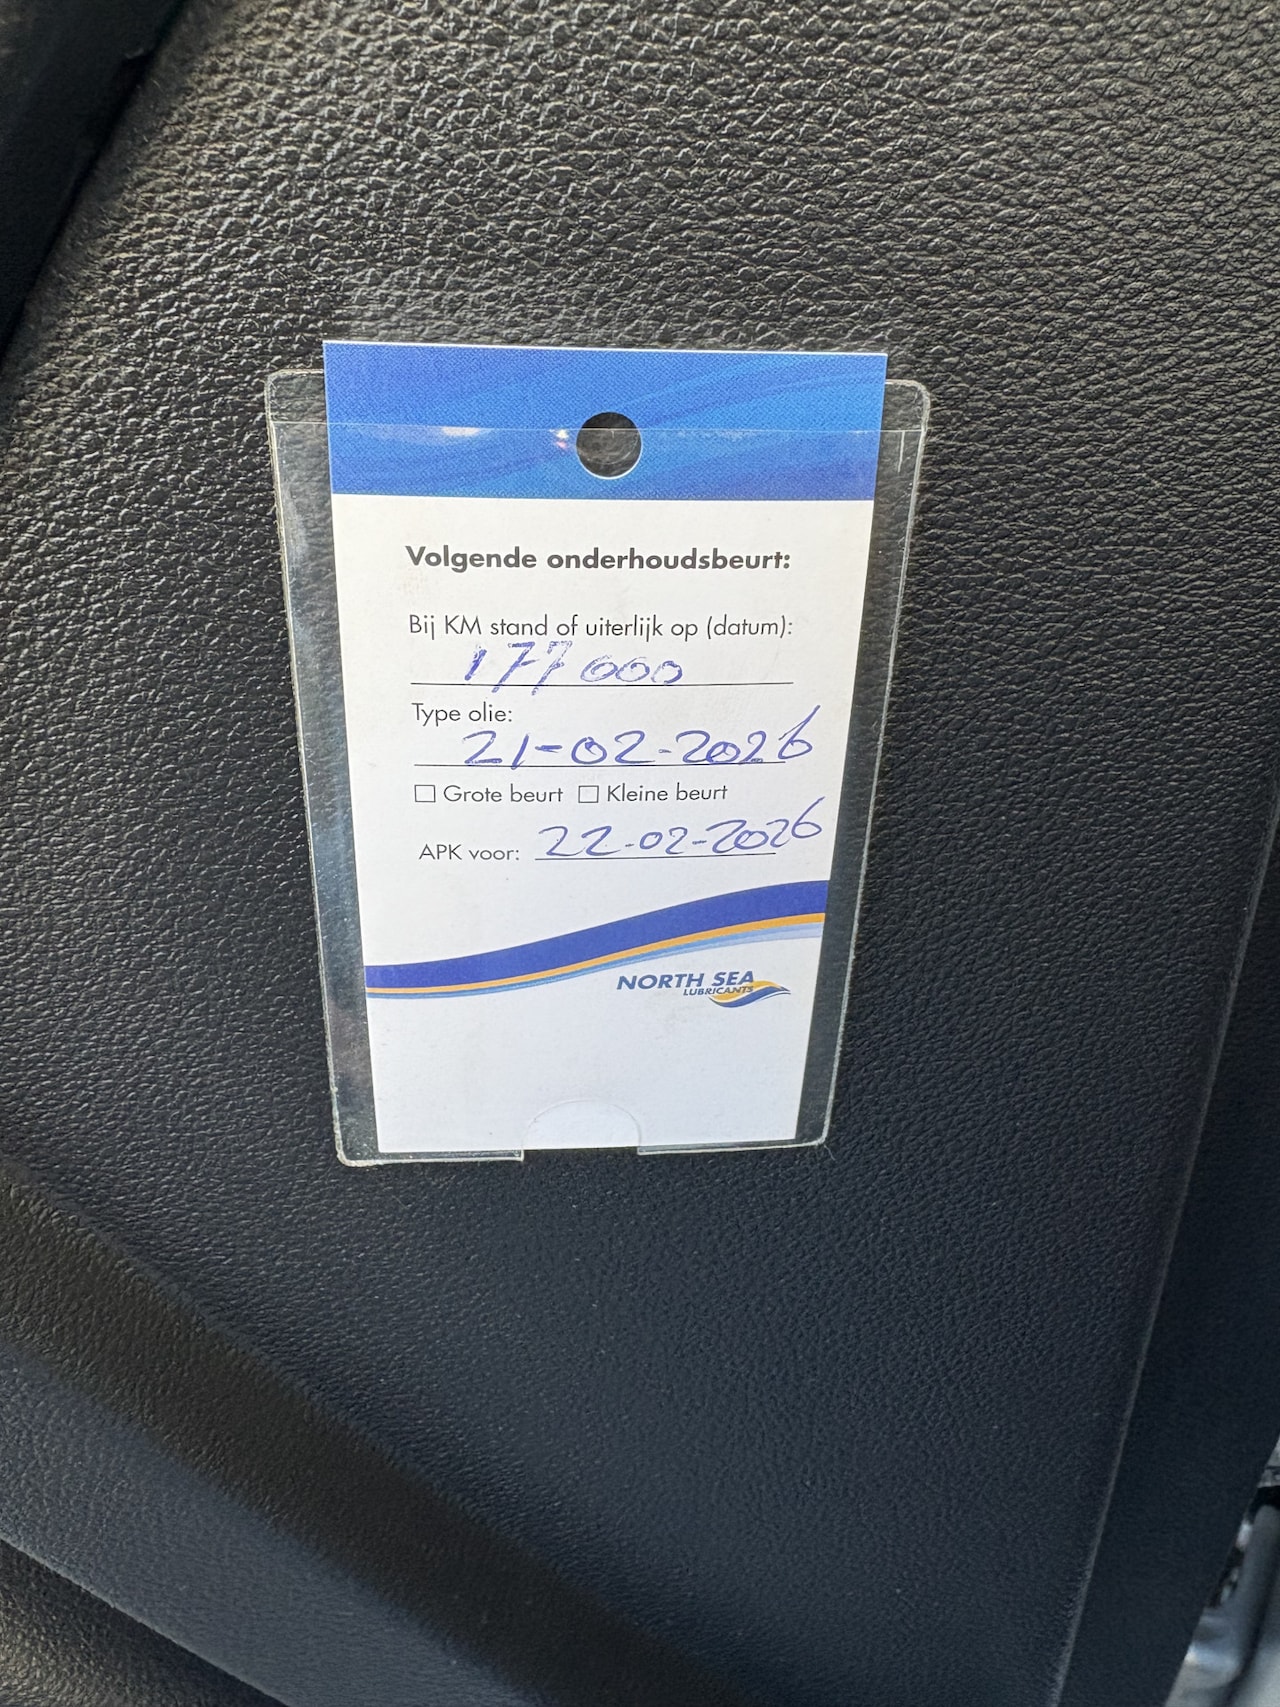 Volgende onderhoudsbeurt:
Bij KM stand of uiterlijk op (datum):
177000
Type olie:
21-02-2026
Grote beurt Kleine beurt
APK voor: 22-02-2026
NORTH SEA
LUBRICANTS